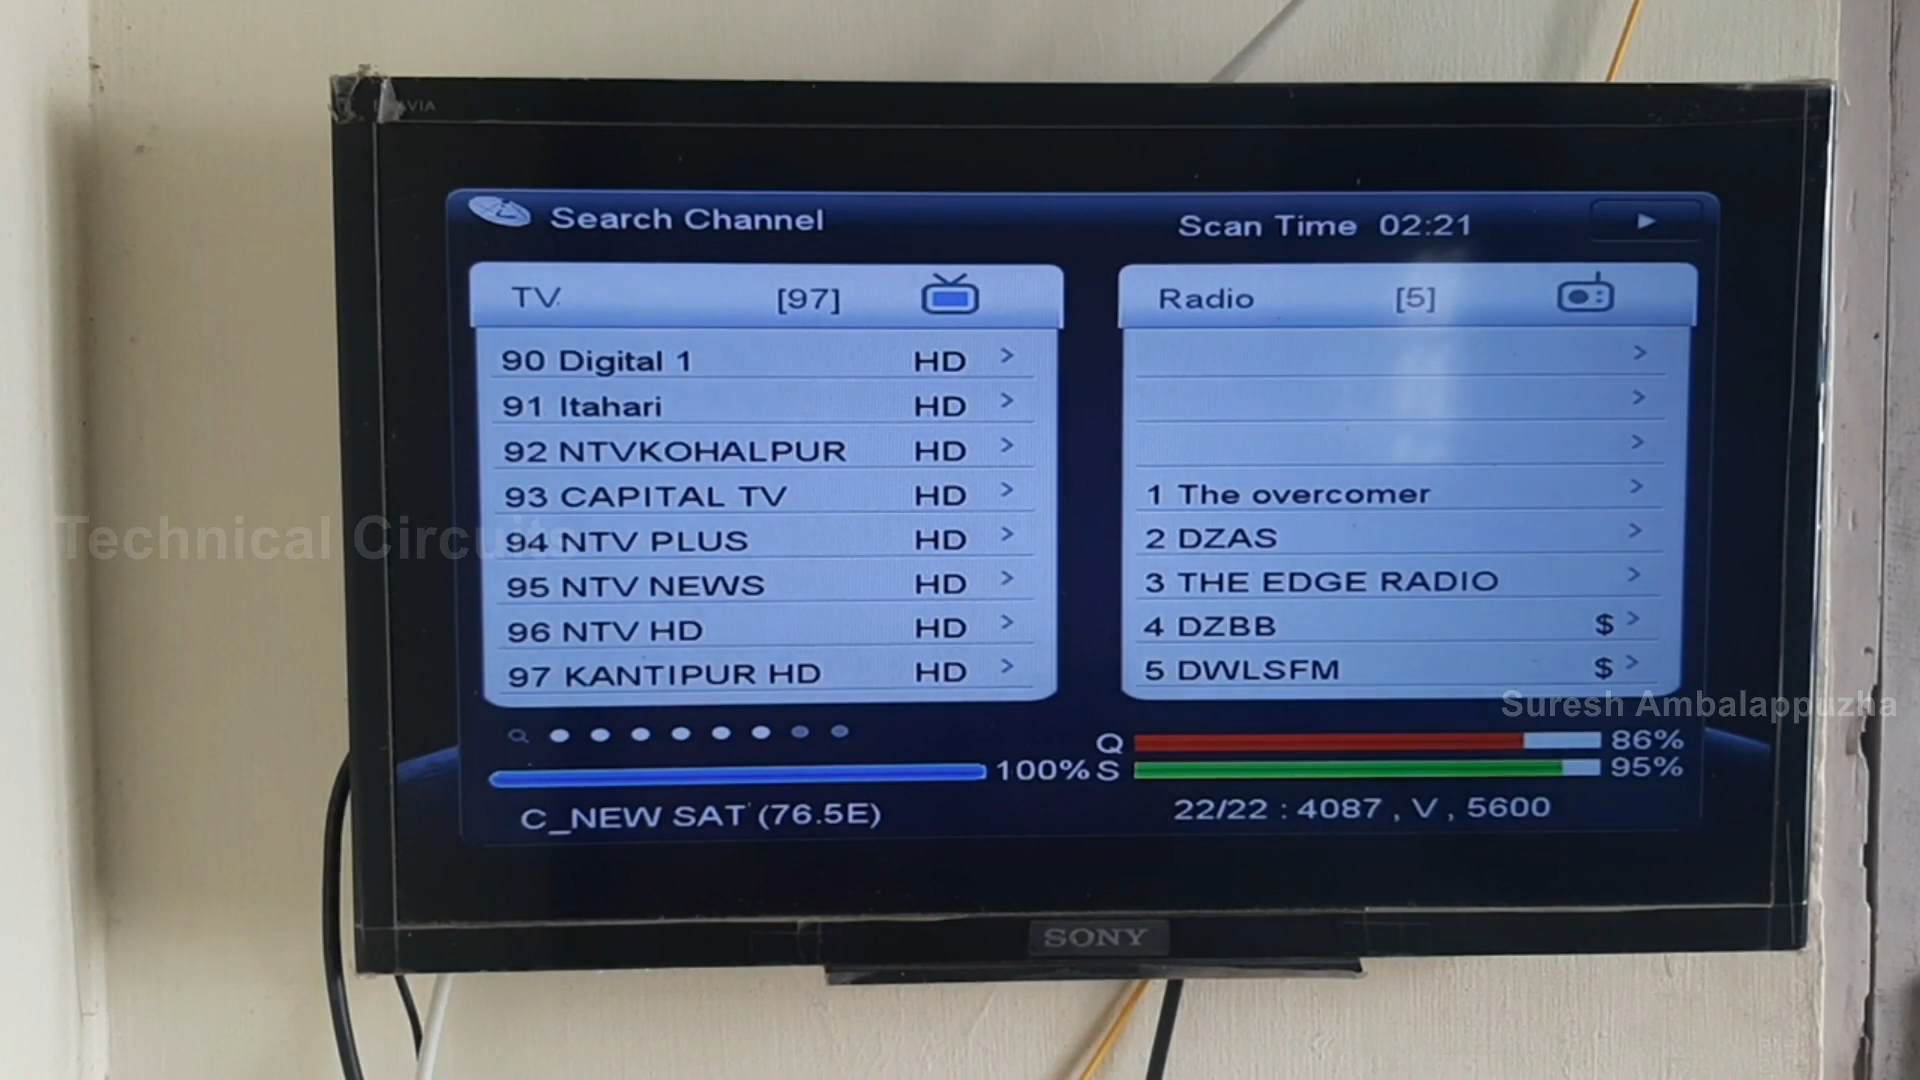 BRAVIA
Search Channel
Scan Time 02:21
TV [97]
90 Digital 1 HD
91 Itahari HD
92 NTVKOHALPUR HD
93 CAPITAL TV HD
94 NTV PLUS HD
95 NTV NEWS HD
96 NTV HD HD
97 KANTIPUR HD HD
Radio [5]
1 The overcomer
2 DZAS
3 THE EDGE RADIO
4 DZBB $
5 DWLSFM $
Technical Circuits
Suresh Ambalappuzha
100%
Q 86%
S 95%
C_NEW SAT (76.5E)
22/22 : 4087 , V , 5600
SONY